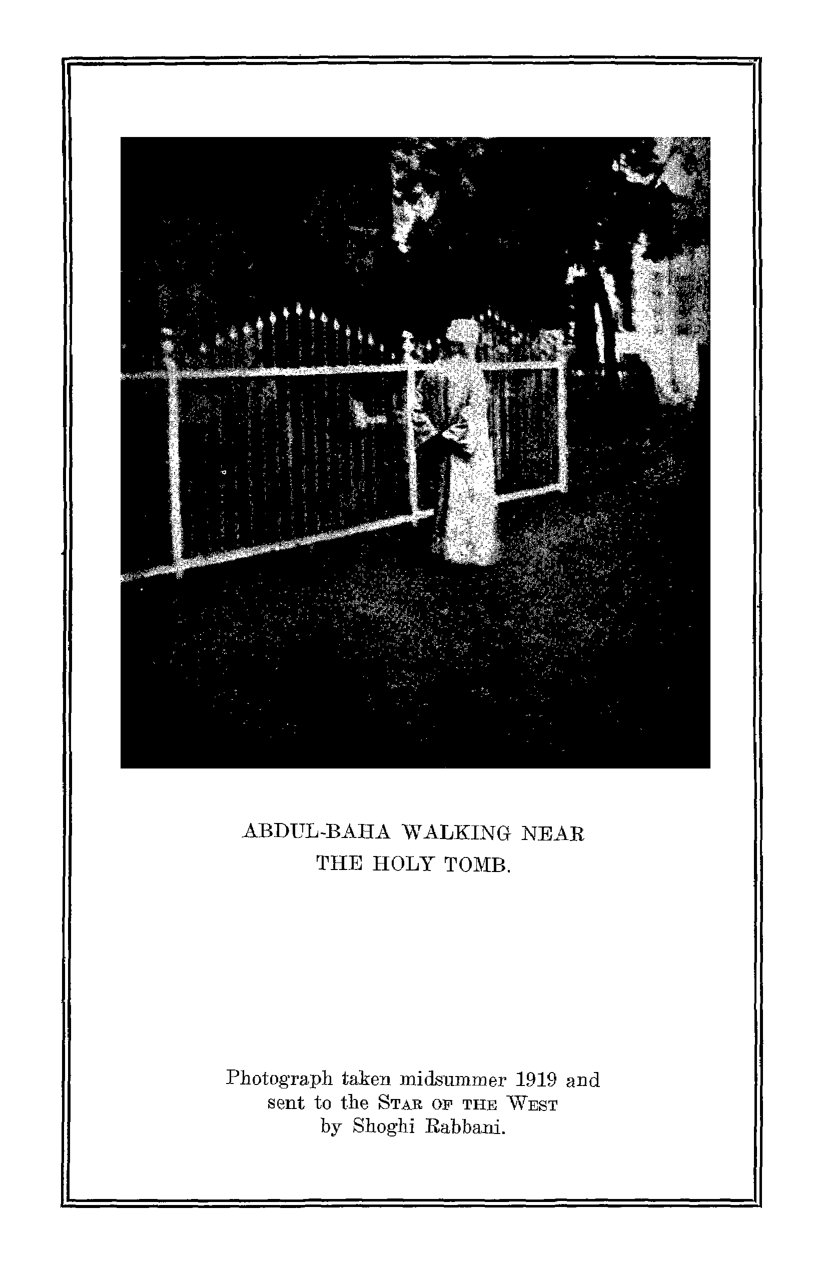 ABDUL-BAHA WALKING NEAR
THE HOLY TOMB.
Photograph taken midsummer 1919 and
sent to the STAR OF THE WEST
by Shoghi Rabbani.